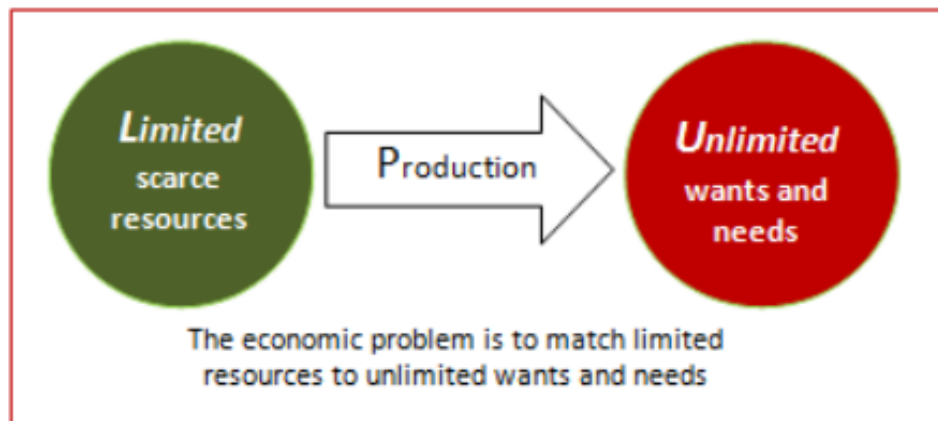 Limited
scarce
resources
Production
Unlimited
wants and
needs
The economic problem is to match limited
resources to unlimited wants and needs